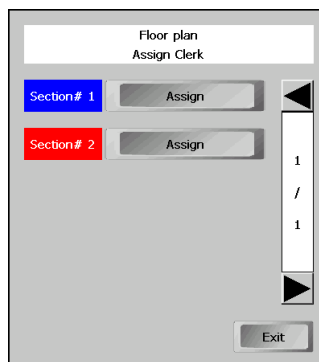 Floor plan
Assign Clerk
Section# 1 Assign
Section# 2 Assign
1
/
1
Exit